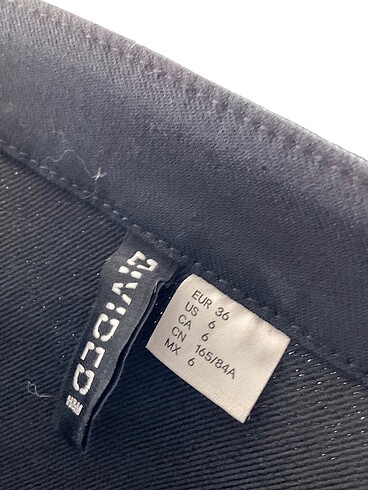 DIVIDED
H&M
EUR 36
US 6
CA 6
CN 165/84A
MX 6